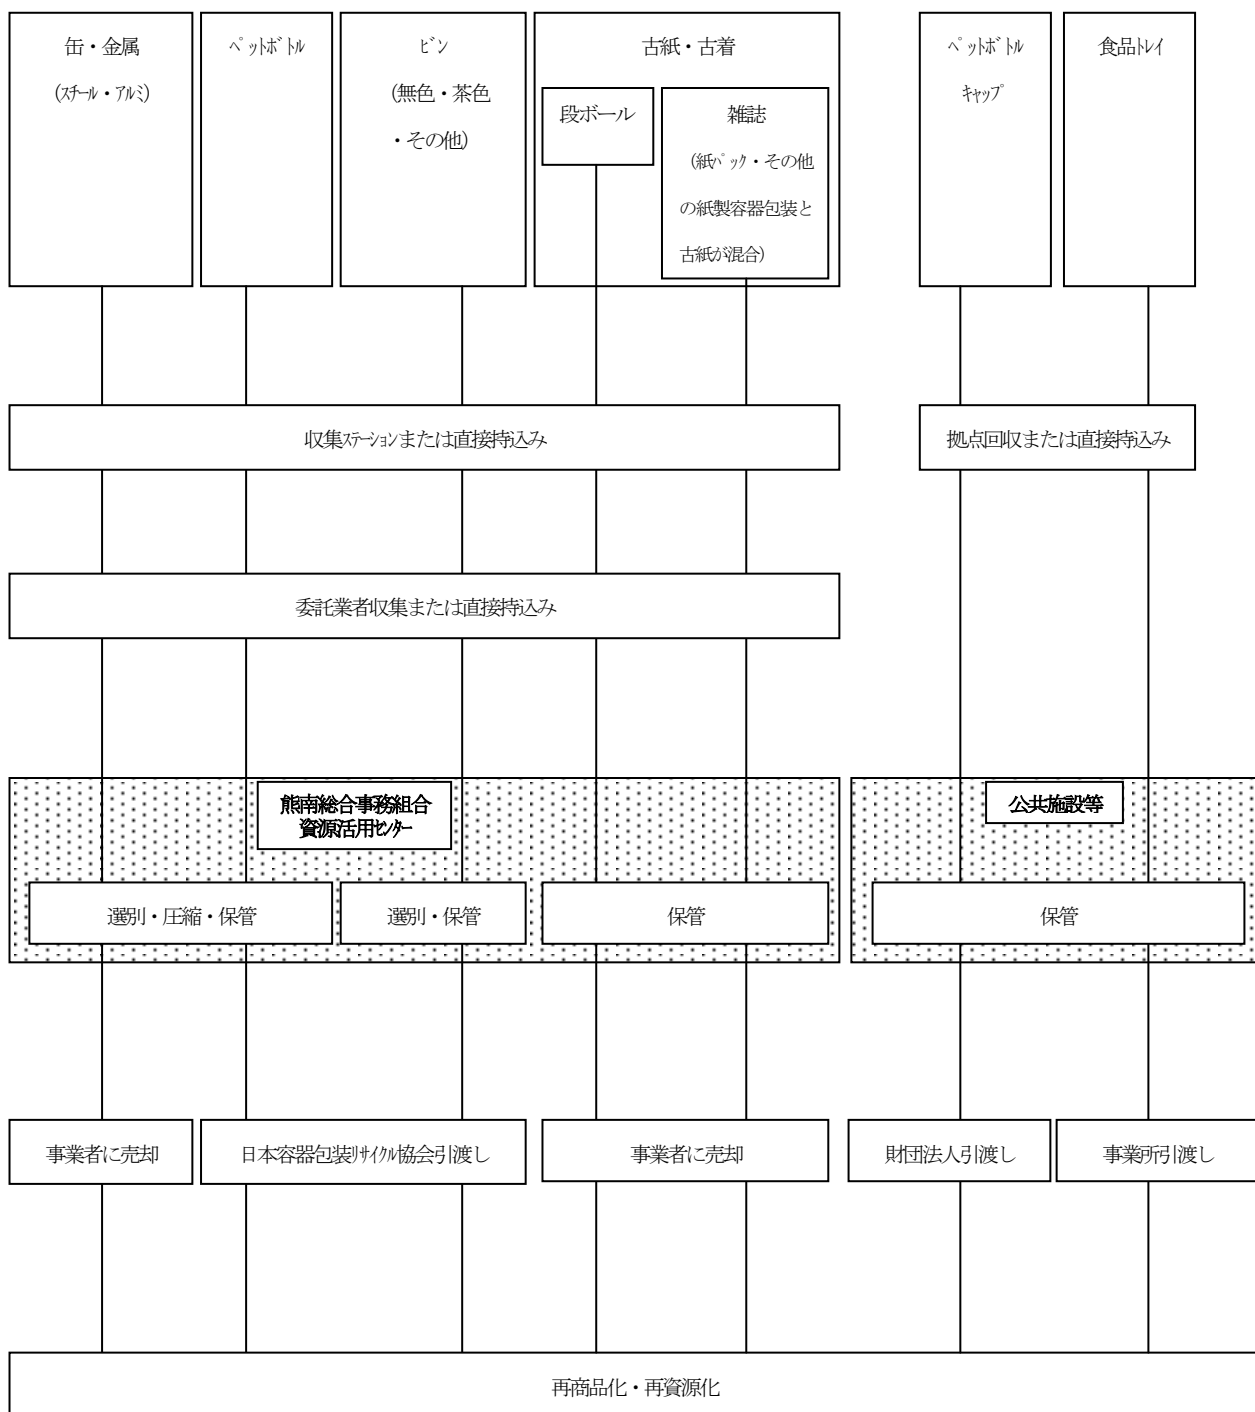 缶・金属
(ｽﾁｰﾙ・ｱﾙﾐ)
ﾍﾟｯﾄﾎﾞﾄﾙ
ﾋﾞﾝ
(無色・茶色
・その他)
古紙・古着
段ボール
雑誌
(紙ﾊﾟｯｸ・その他
の紙製容器包装と
古紙が混合)
ﾍﾟｯﾄﾎﾞﾄﾙ
ｷｬｯﾌﾟ
食品ﾄﾚｲ
収集ｽﾃｰｼｮﾝまたは直接持込み
拠点回収または直接持込み
委託業者収集または直接持込み
熊南総合事務組合
資源活用ｾﾝﾀｰ
公共施設等
選別・圧縮・保管
選別・保管
保管
保管
事業者に売却
日本容器包装ﾘｻｲｸﾙ協会引渡し
事業者に売却
財団法人引渡し
事業所引渡し
再商品化・再資源化